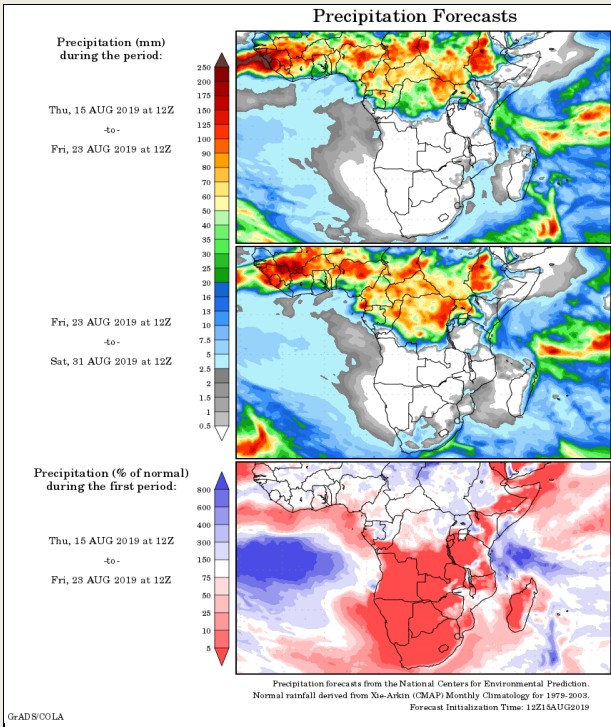 Precipitation Forecasts
Precipitation (mm)
during the period:
Thu, 15 AUG 2019 at 12Z
-to-
Fri, 23 AUG 2019 at 12Z
250
200
175
150
125
100
90
80
70
60
50
40
35
30
25
20
16
13
10
7.5
5
2.5
2
1.5
1
0.5
Fri, 23 AUG 2019 at 12Z
-to-
Sat, 31 AUG 2019 at 12Z
Precipitation (% of normal)
during the first period:
Thu, 15 AUG 2019 at 12Z
-to-
Fri, 23 AUG 2019 at 12Z
800
600
400
300
150
75
50
25
10
5
Precipitation forecasts from the National Centers for Environmental Prediction.
Normal rainfall derived from Xie-Arkin (CMAP) Monthly Climatology for 1979-2003.
Forecast Initialization Time: 12Z15AUG2019
GrADS/COLA